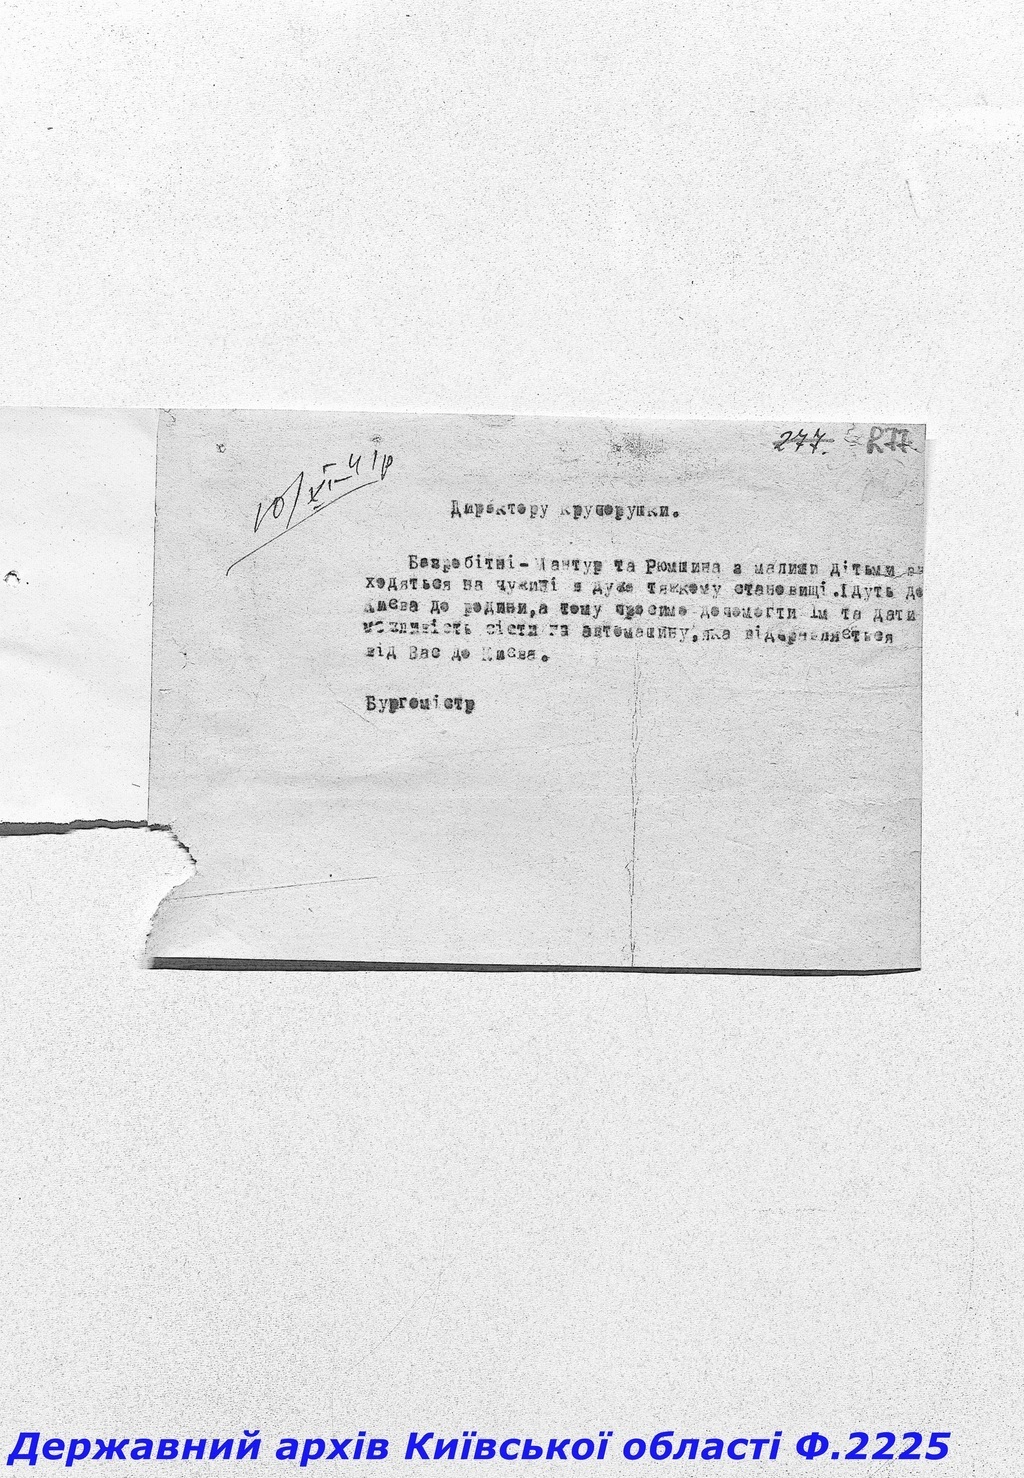 277. 277.
10/XI-41р
Директору крупорупки.
Безробітні- Мантур та Рюмшина з малими дітьми зн
ходяться на чужині в дуже тяжкому становищі.Ідуть до
Києва до родини,а тому просимо допомогти їм та дати
можливість сісти на автомашину,яка відправляється
від Вас до Києва.
Бургомістр
Державний архів Київської області Ф.2225